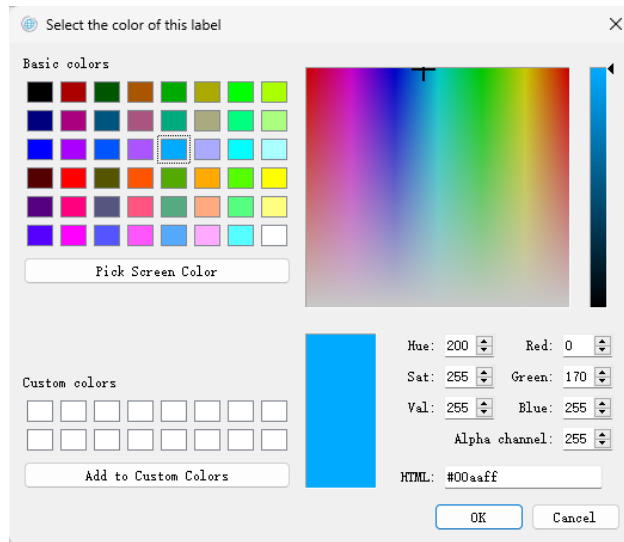 Select the color of this label
Basic colors
Pick Screen Color
Hue: 200 Red: 0
Sat: 255 Green: 170
Val: 255 Blue: 255
Custom colors
Alpha channel: 255
Add to Custom Colors
HTML: #00aaff
OK Cancel